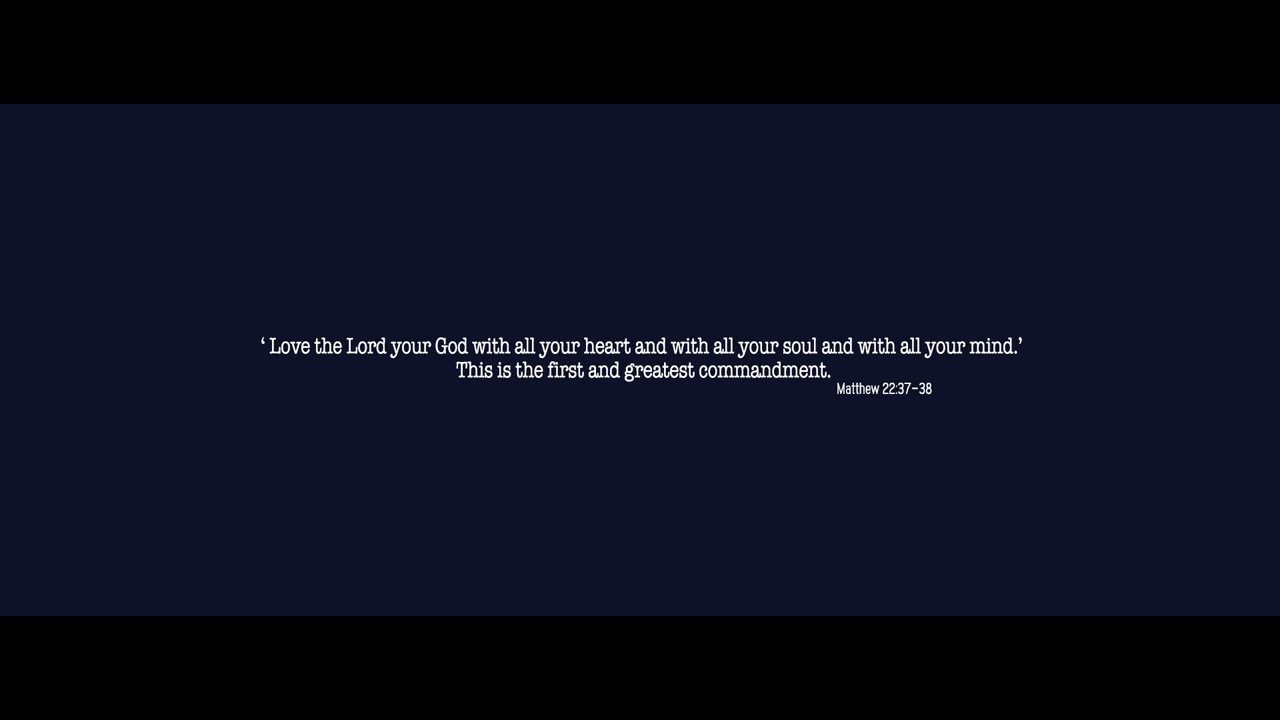 ‘ Love the Lord your God with all your heart and with all your soul and with all your mind.’
This is the first and greatest commandment.
Matthew 22:37–38